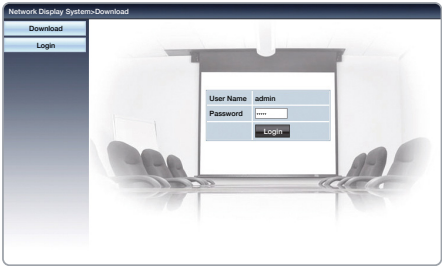 Network Display System>Download
Download
Login
User Name admin
Password •••••
Login